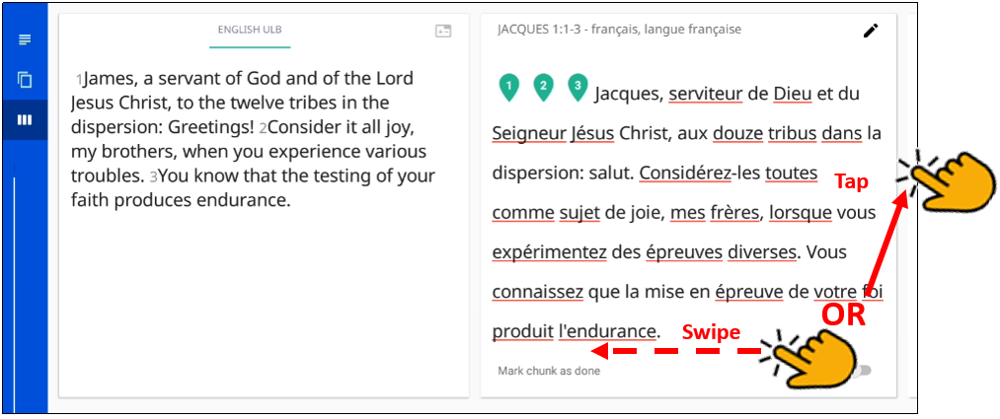 ENGLISH ULB
1James, a servant of God and of the Lord
Jesus Christ, to the twelve tribes in the
dispersion: Greetings! 2Consider it all joy,
my brothers, when you experience various
troubles. 3You know that the testing of your
faith produces endurance.
JACQUES 1:1-3 - français, langue française
1 2 3 Jacques, serviteur de Dieu et du
Seigneur Jésus Christ, aux douze tribus dans la
dispersion: salut. Considérez-les toutes
comme sujet de joie, mes frères, lorsque vous
expérimentez des épreuves diverses. Vous
connaissez que la mise en épreuve de votre foi
produit l'endurance.
Mark chunk as done
Tap
OR
Swipe